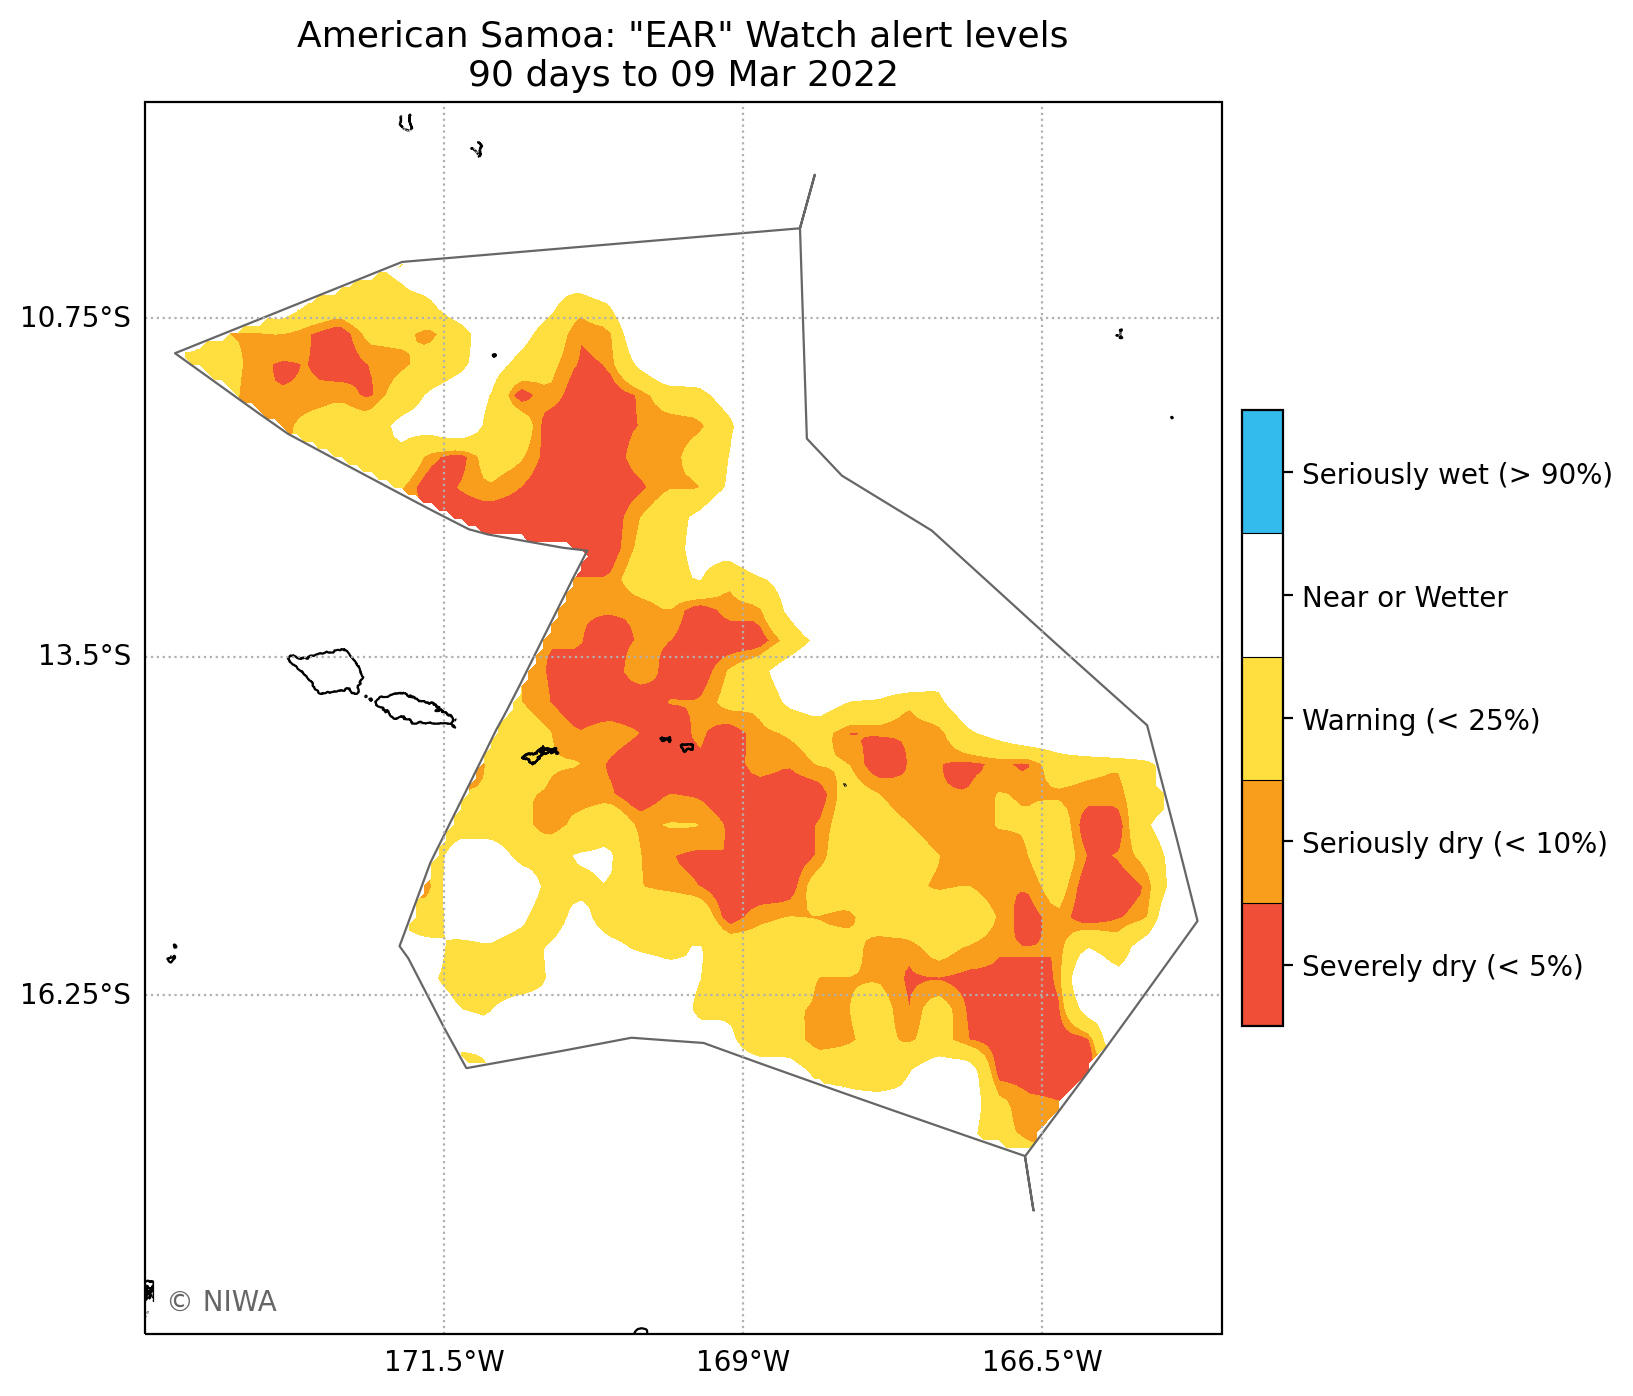 American Samoa: "EAR" Watch alert levels
90 days to 09 Mar 2022
10.75°S
13.5°S
16.25°S
171.5°W
169°W
166.5°W
Seriously wet (> 90%)
Near or Wetter
Warning (< 25%)
Seriously dry (< 10%)
Severely dry (< 5%)
© NIWA